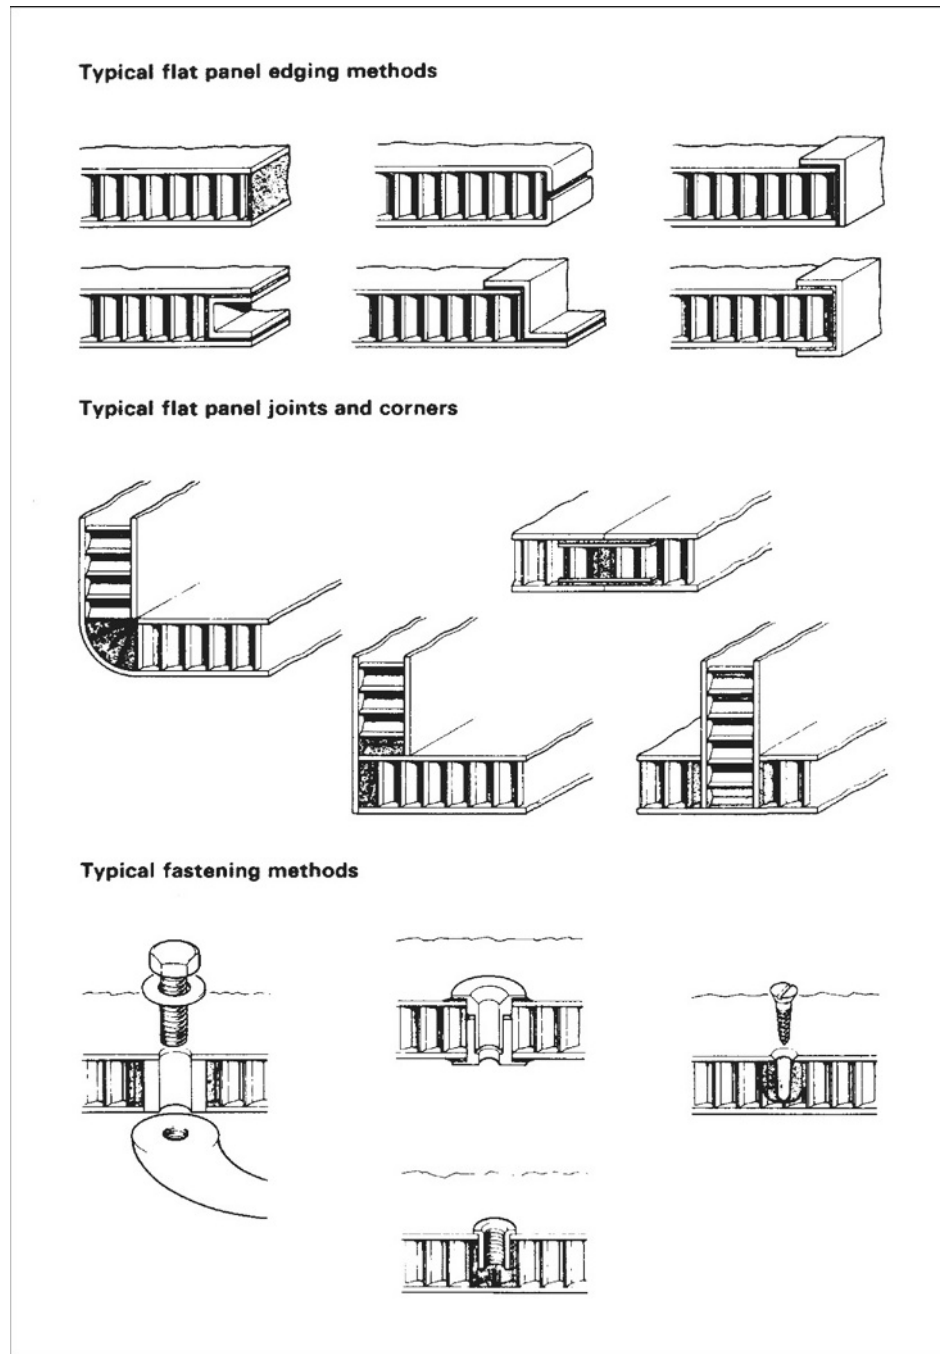 Typical flat panel edging methods
Typical flat panel joints and corners
Typical fastening methods